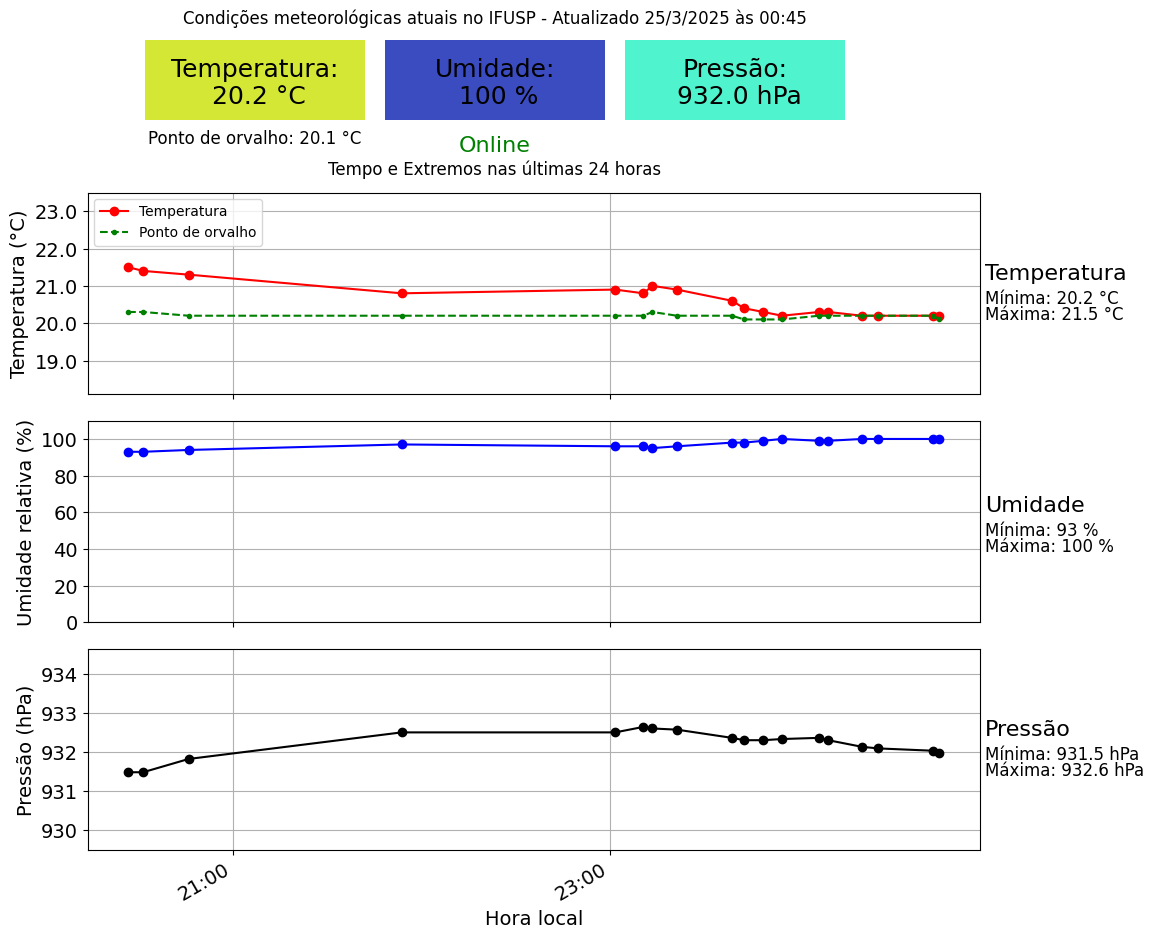 Condições meteorológicas atuais no IFUSP - Atualizado 25/3/2025 às 00:45
Temperatura:
20.2 °C
Umidade:
100 %
Pressão:
932.0 hPa
Ponto de orvalho: 20.1 °C
Online
Tempo e Extremos nas últimas 24 horas
Temperatura (°C)
23.0
22.0
21.0
20.0
19.0
Temperatura
Ponto de orvalho
Temperatura
Mínima: 20.2 °C
Máxima: 21.5 °C
Umidade relativa (%)
100
80
60
40
20
0
Umidade
Mínima: 93 %
Máxima: 100 %
Pressão (hPa)
934
933
932
931
930
Pressão
Mínima: 931.5 hPa
Máxima: 932.6 hPa
21:00
23:00
Hora local